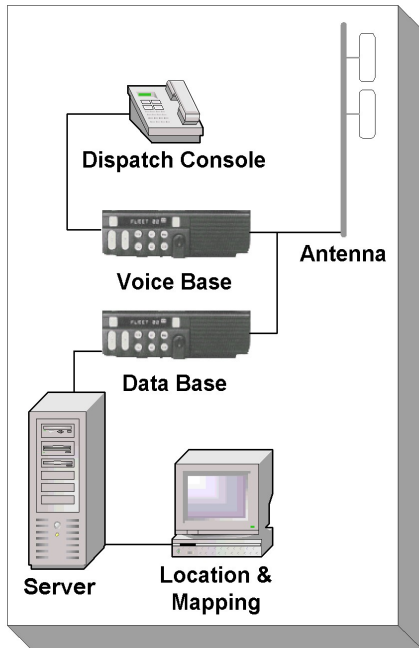 Dispatch Console
Antenna
Voice Base
Data Base
Server
Location &
Mapping